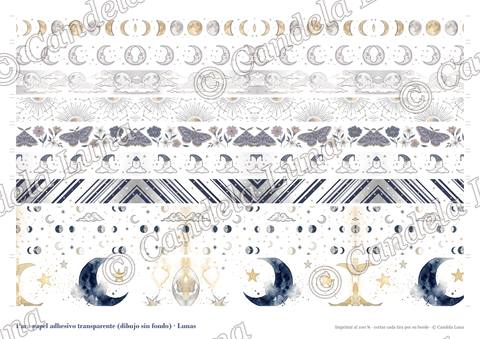 © Candela Luna
Para papel adhesivo transparente (dibujo sin fondo) · Lunas
Imprimir al 100 % · cortar cada tira por su borde · © Candela Luna